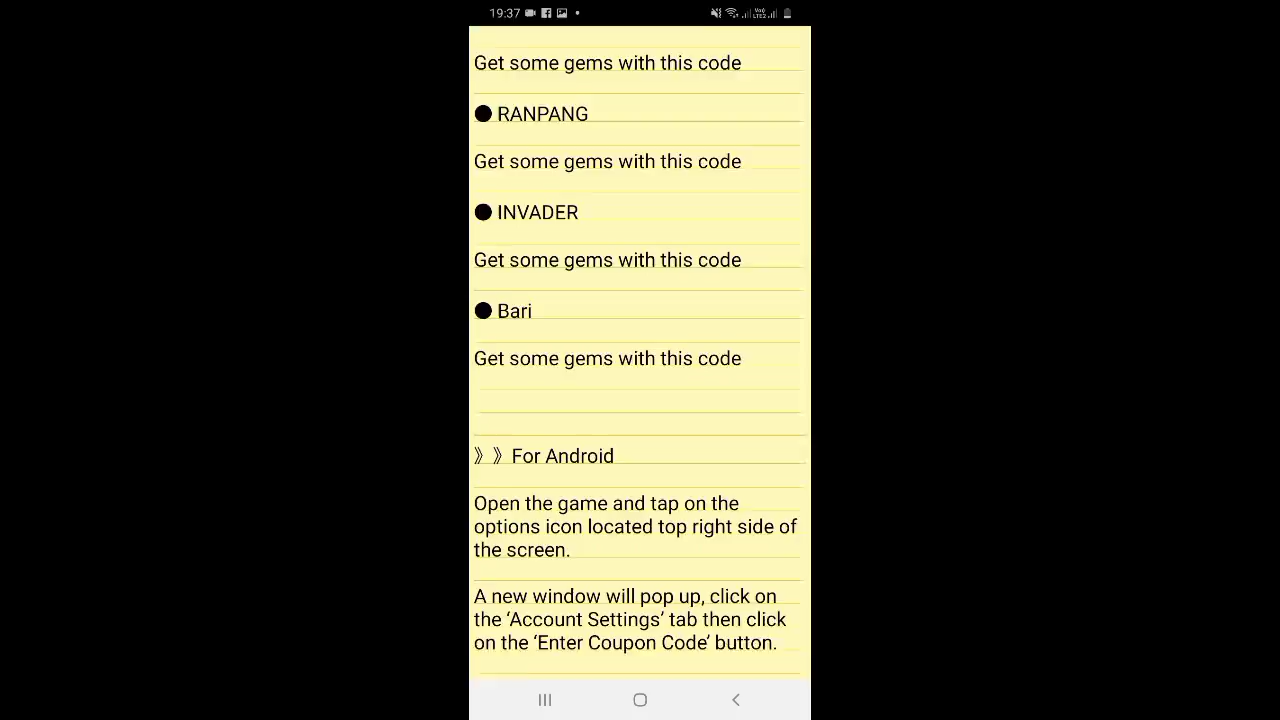 19:37
Get some gems with this code
● RANPANG
Get some gems with this code
● INVADER
Get some gems with this code
● Bari
Get some gems with this code
》》For Android
Open the game and tap on the
options icon located top right side of
the screen.
A new window will pop up, click on
the ‘Account Settings’ tab then click
on the ‘Enter Coupon Code’ button.